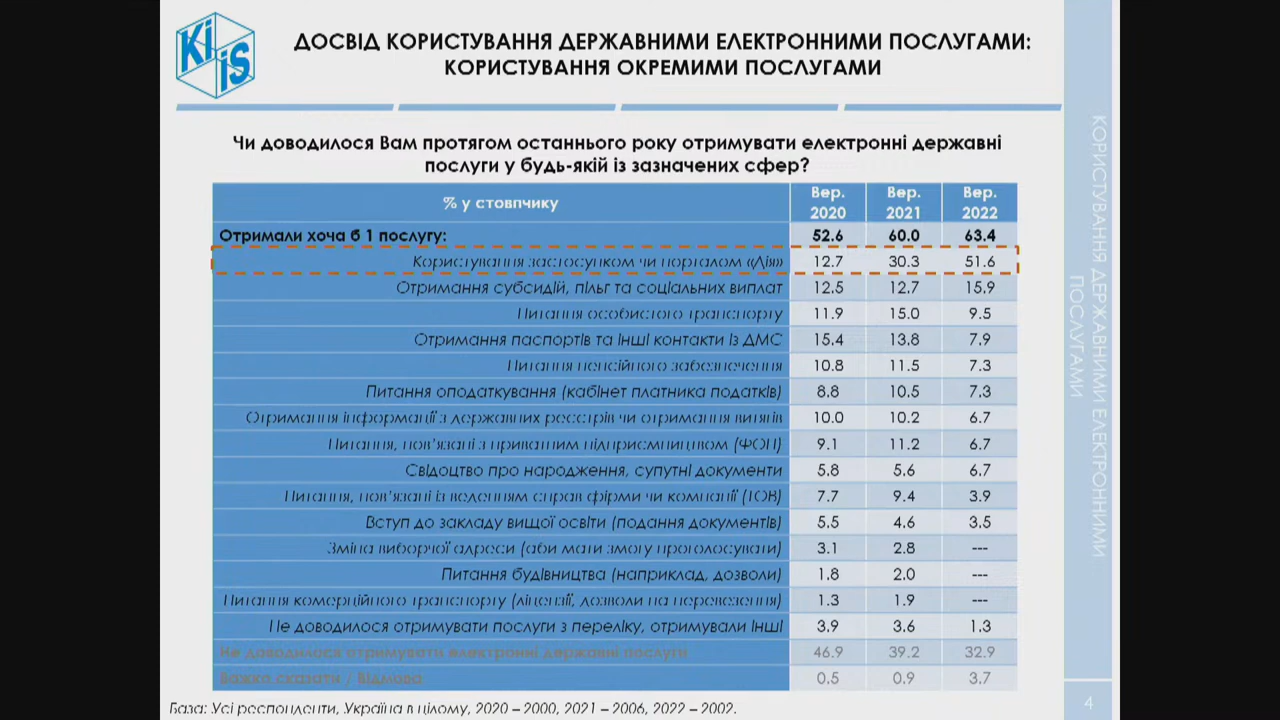 KiiS
ДОСВІД КОРИСТУВАННЯ ДЕРЖАВНИМИ ЕЛЕКТРОННИМИ ПОСЛУГАМИ:
КОРИСТУВАННЯ ОКРЕМИМИ ПОСЛУГАМИ
Чи доводилося Вам протягом останнього року отримувати електронні державні
послуги у будь-якій із зазначених сфер?
% у стовпчику Вер. 2020 Вер. 2021 Вер. 2022
Отримали хоча б 1 послугу: 52.6 60.0 63.4
Користування застосунком чи порталом «Дія» 12.7 30.3 51.6
Отримання субсидій, пільг та соціальних виплат 12.5 12.7 15.9
Питання особистого транспорту 11.9 15.0 9.5
Отримання паспортів та інші контакти із ДМС 15.4 13.8 7.9
Питання пенсійного забезпечення 10.8 11.5 7.3
Питання оподаткування (кабінет платника податків) 8.8 10.5 7.3
Отримання інформації з державних реєстрів чи отримання витягів 10.0 10.2 6.7
Питання, пов'язані з приватним підприємництвом (ФОП) 9.1 11.2 6.7
Свідоцтво про народження, супутні документи 5.8 5.6 6.7
Питання, пов'язані із веденням справ фірми чи компанії (ТОВ) 7.7 9.4 3.9
Вступ до закладу вищої освіти (подання документів) 5.5 4.6 3.5
Зміна виборчої адреси (аби мати змогу проголосувати) 3.1 2.8 ---
Питання будівництва (наприклад, дозволи) 1.8 2.0 ---
Питання комерційного транспорту (ліцензії, дозволи на перевезення) 1.3 1.9 ---
Не доводилося отримувати послуги з переліку, отримували інші 3.9 3.6 1.3
Не доводилося отримувати електронні державні послуги 46.9 39.2 32.9
Важко сказати / Відмова 0.5 0.9 3.7
База: Усі респонденти, Україна в цілому, 2020 – 2000, 2021 – 2006, 2022 – 2002.
КОРИСТУВАННЯ ДЕРЖАВНИМИ ЕЛЕКТРОННИМИ
ПОСЛУГАМИ
4